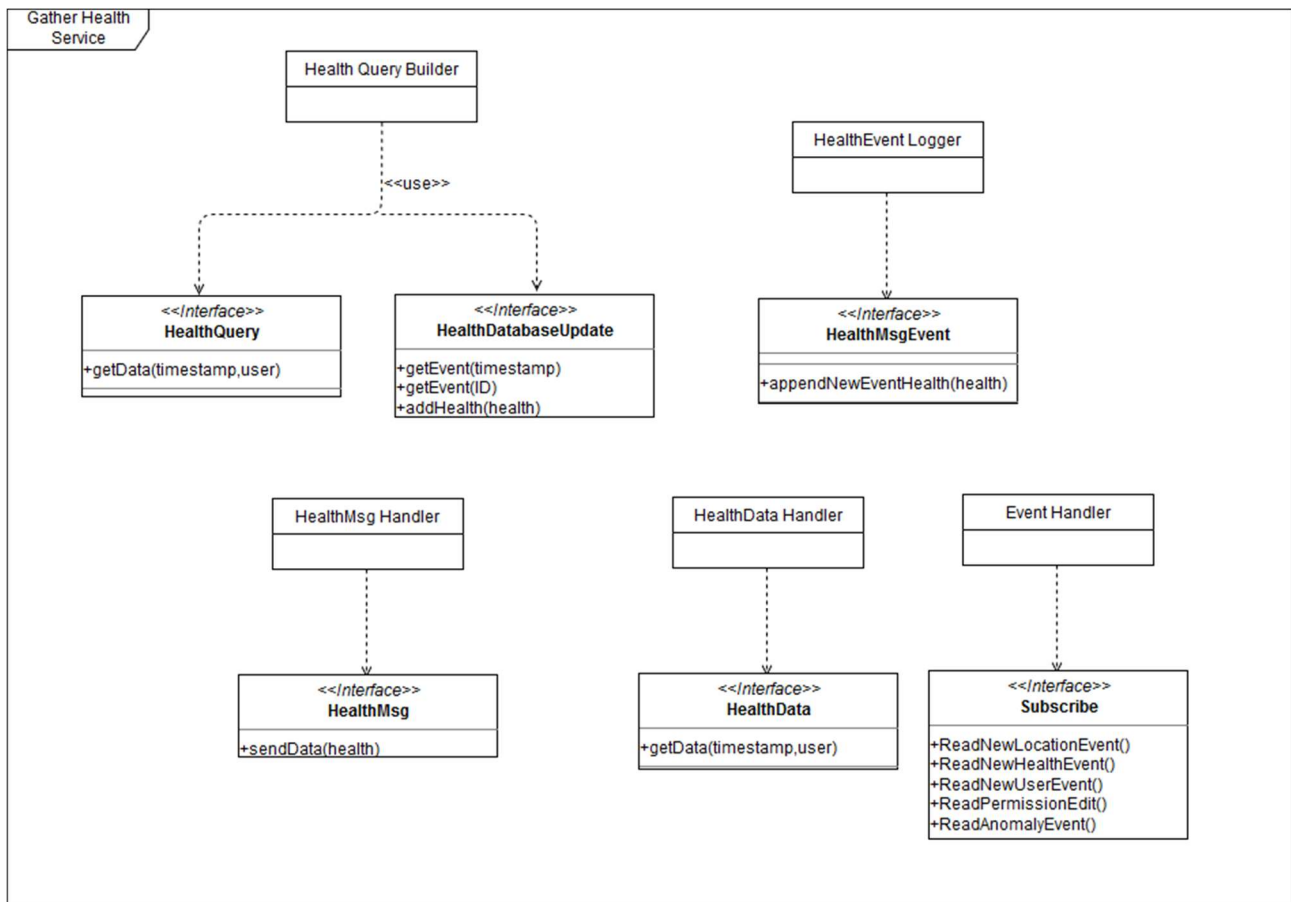 Gather Health
Service
Health Query Builder
<<use>>
HealthEvent Logger
<<Interface>>
HealthQuery
+getData(timestamp,user)
<<Interface>>
HealthDatabaseUpdate
+getEvent(timestamp)
+getEvent(ID)
+addHealth(health)
<<Interface>>
HealthMsgEvent
+appendNewEventHealth(health)
HealthMsg Handler
HealthData Handler
Event Handler
<<Interface>>
HealthMsg
+sendData(health)
<<Interface>>
HealthData
+getData(timestamp,user)
<<Interface>>
Subscribe
+ReadNewLocationEvent()
+ReadNewHealthEvent()
+ReadNewUserEvent()
+ReadPermissionEdit()
+ReadAnomalyEvent()